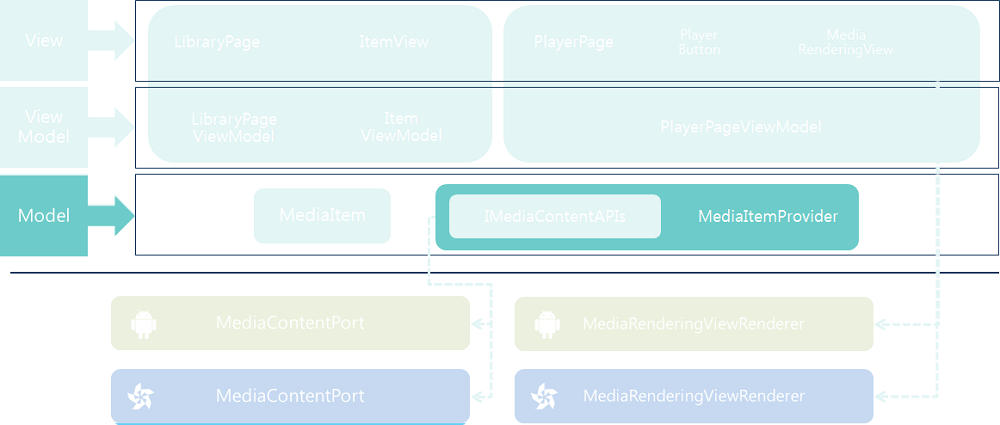 View
LibraryPage
ItemView
PlayerPage
Player
Button
Media
RenderingView
View
Model
LibraryPage
ViewModel
Item
ViewModel
PlayerPageViewModel
Model
MediaItem
IMediaContentAPIs
MediaItemProvider
MediaContentPort
MediaRenderingViewRenderer
MediaContentPort
MediaRenderingViewRenderer